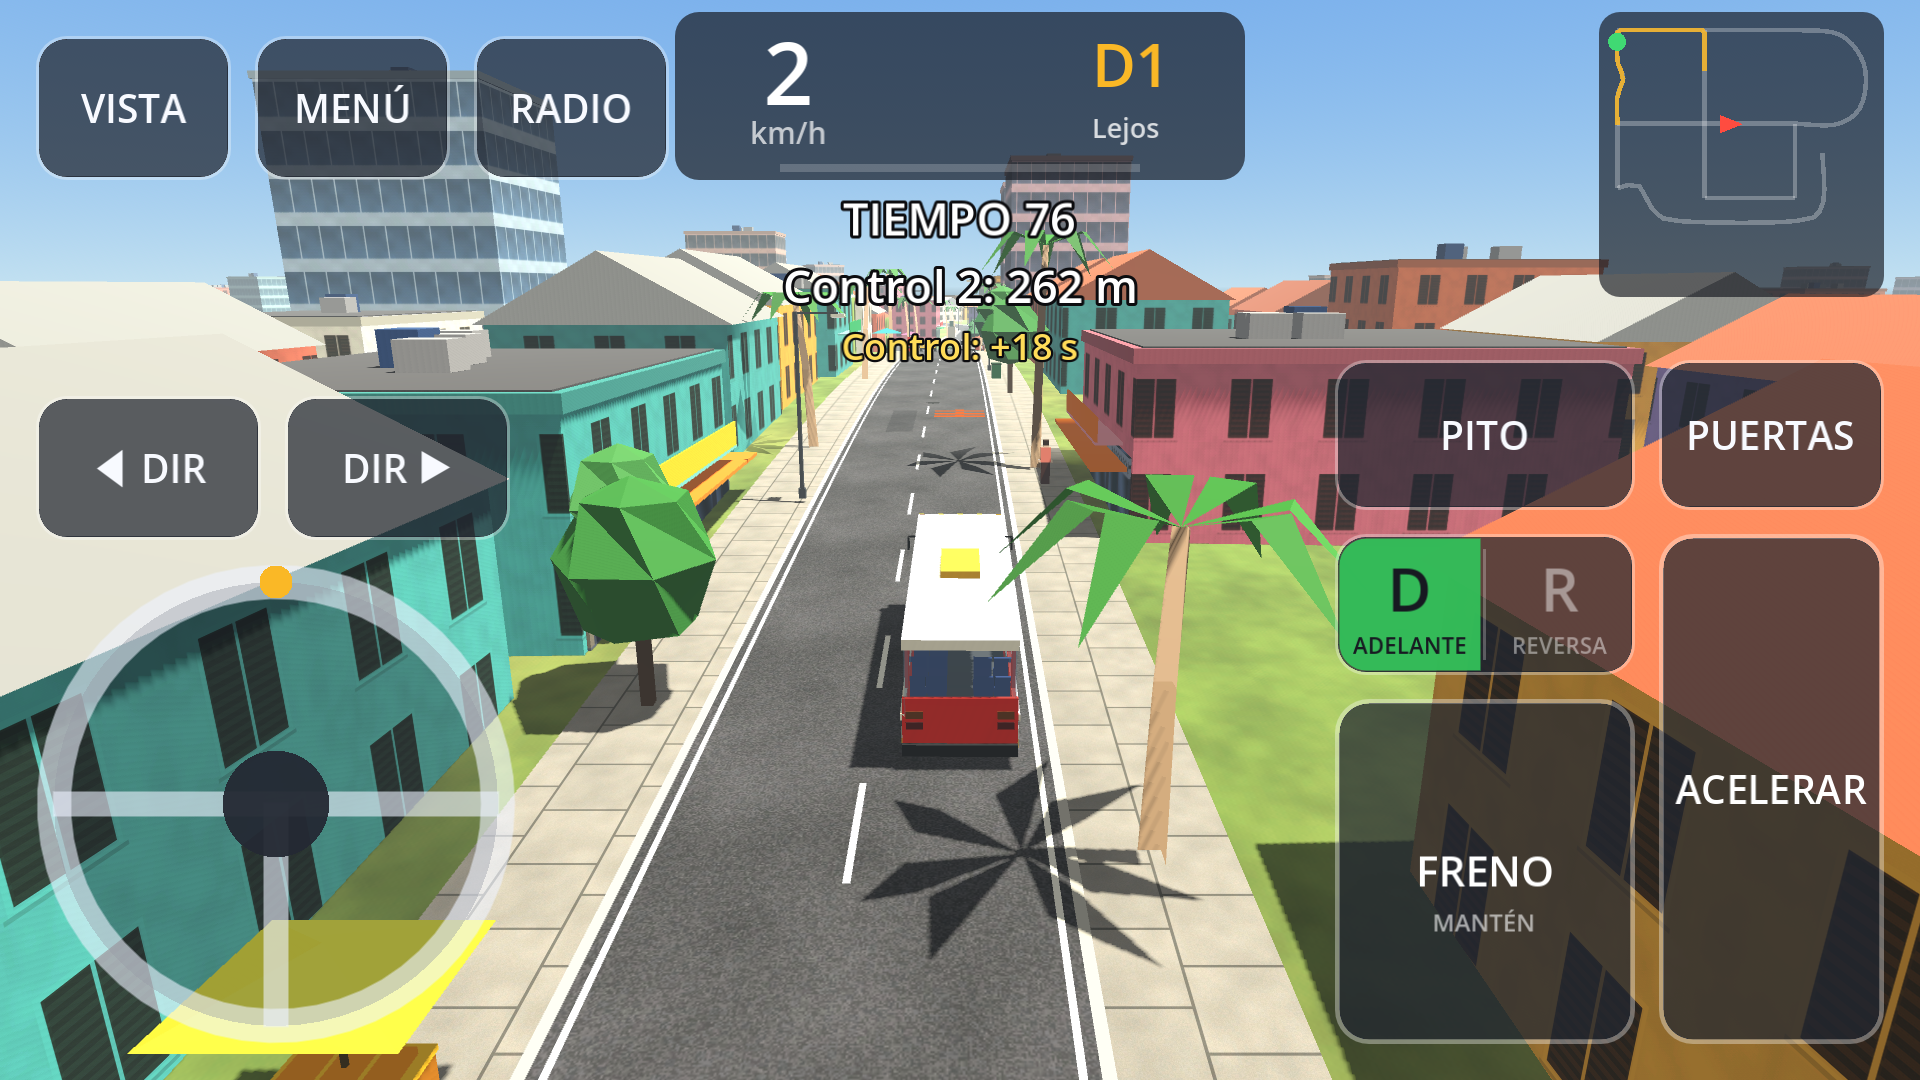 VISTA
MENÚ
RADIO
2
km/h
D1
Lejos
TIEMPO 76
Control 2: 262 m
Control: +18 s
DIR
DIR
PITO
PUERTAS
D
ADELANTE
R
REVERSA
ACELERAR
FRENO
MANTÉN